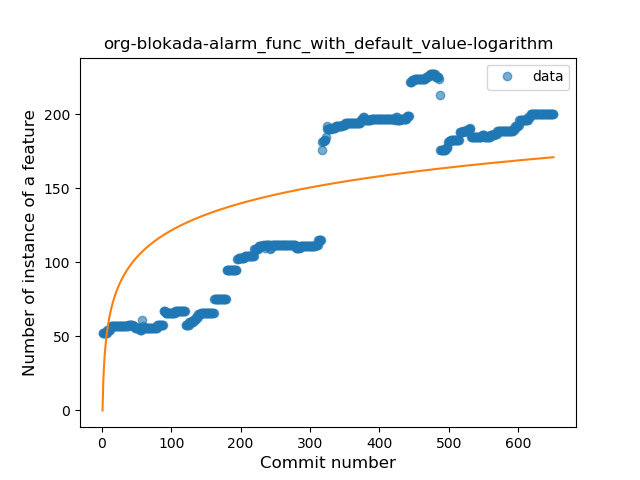 org-blokada-alarm_func_with_default_value-logarithm
data
Number of instance of a feature
200
150
100
50
0
0 100 200 300 400 500 600
Commit number